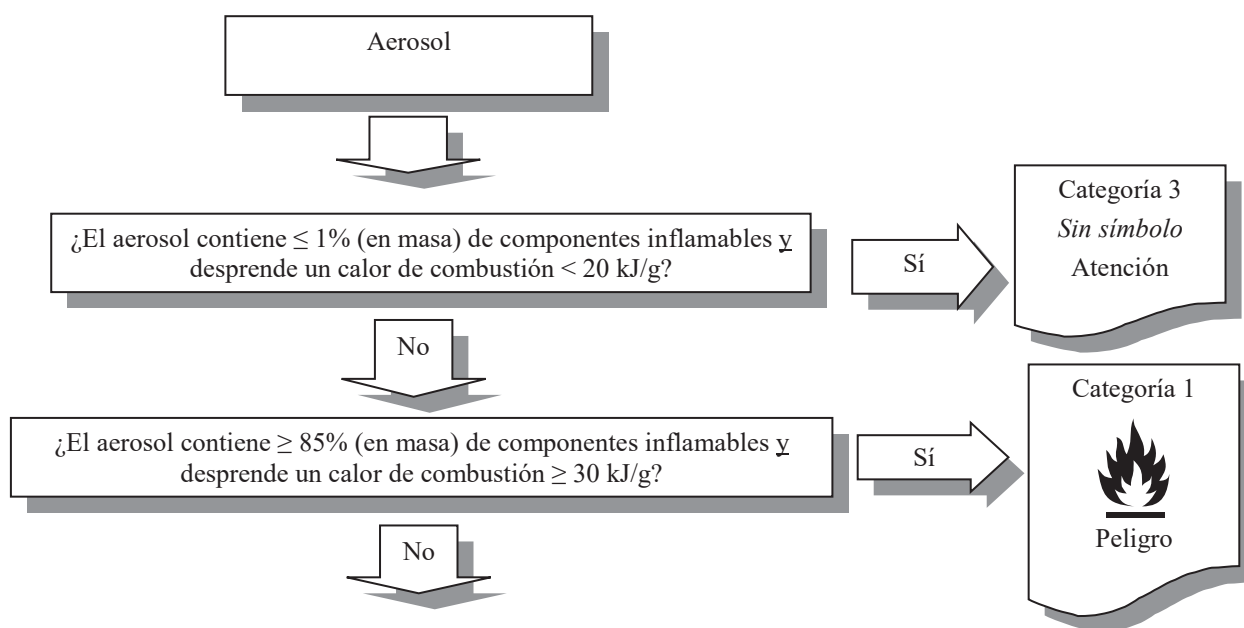 Aerosol
¿El aerosol contiene ≤ 1% (en masa) de componentes inflamables y
desprende un calor de combustión < 20 kJ/g?
Sí
Categoría 3
Sin símbolo
Atención
No
¿El aerosol contiene ≥ 85% (en masa) de componentes inflamables y
desprende un calor de combustión ≥ 30 kJ/g?
Sí
Categoría 1
Peligro
No